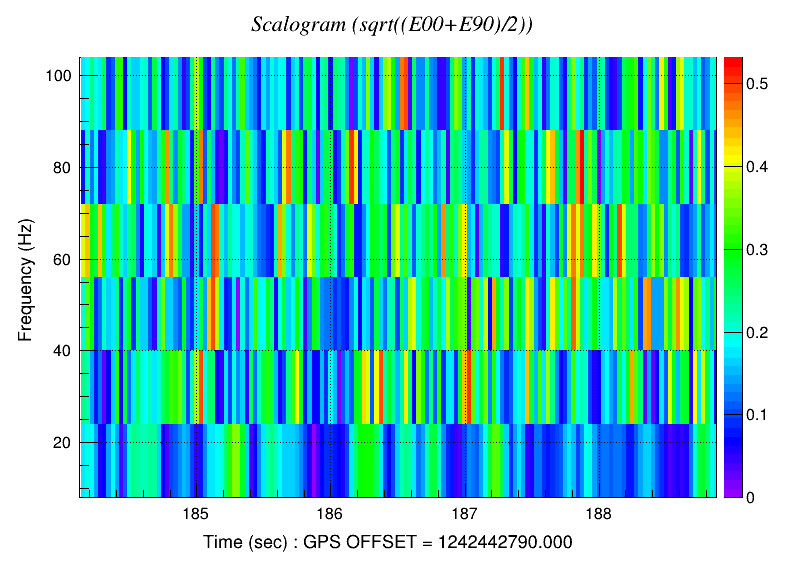 Scalogram (sqrt((E00+E90)/2))
Frequency (Hz)
100
80
60
40
20
185 186 187 188
Time (sec) : GPS OFFSET = 1242442790.000
0.5
0.4
0.3
0.2
0.1
0